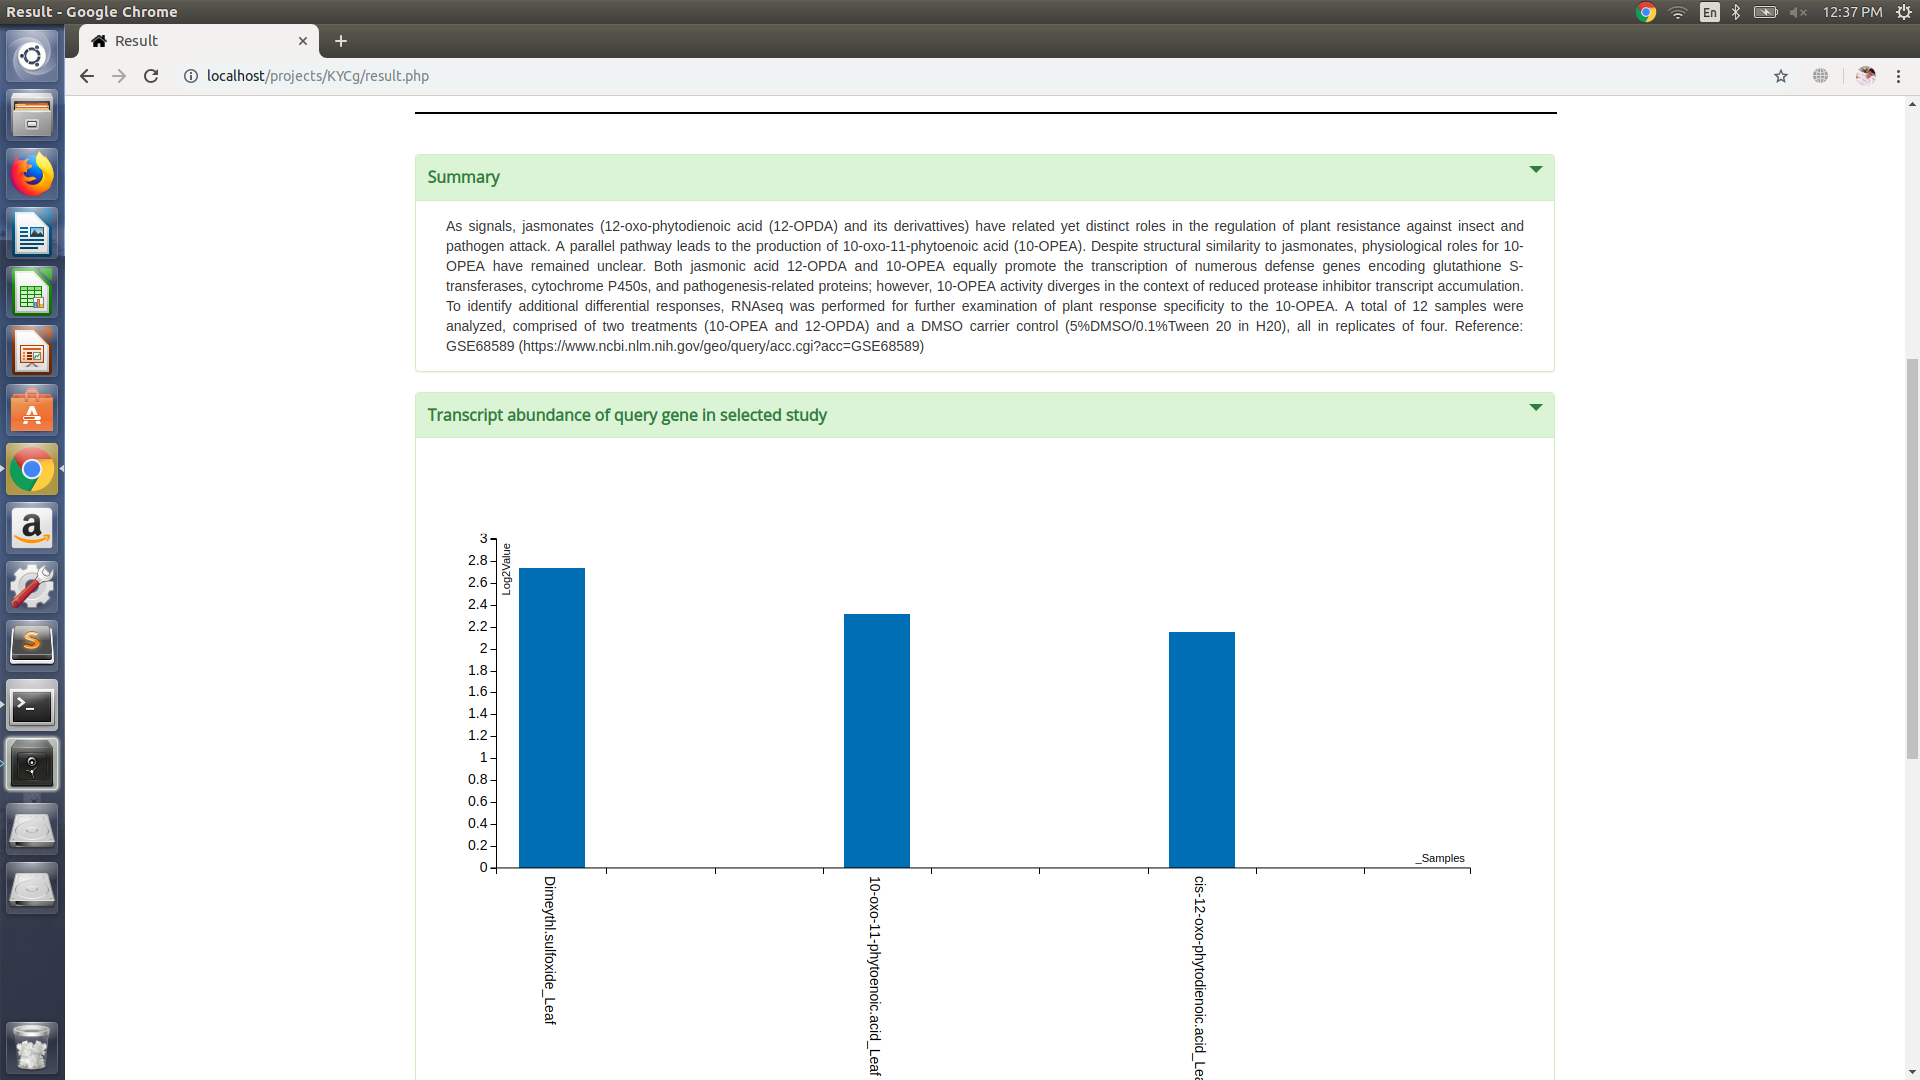 Result - Google Chrome
En
12:37 PM
Result
localhost/projects/KYCg/result.php
Summary
As signals, jasmonates (12-oxo-phytodienoic acid (12-OPDA) and its derivattives) have related yet distinct roles in the regulation of plant resistance against insect and
pathogen attack. A parallel pathway leads to the production of 10-oxo-11-phytoenoic acid (10-OPEA). Despite structural similarity to jasmonates, physiological roles for 10-
OPEA have remained unclear. Both jasmonic acid 12-OPDA and 10-OPEA equally promote the transcription of numerous defense genes encoding glutathione S-
transferases, cytochrome P450s, and pathogenesis-related proteins; however, 10-OPEA activity diverges in the context of reduced protease inhibitor transcript accumulation.
To identify additional differential responses, RNAseq was performed for further examination of plant response specificity to the 10-OPEA. A total of 12 samples were
analyzed, comprised of two treatments (10-OPEA and 12-OPDA) and a DMSO carrier control (5%DMSO/0.1%Tween 20 in H20), all in replicates of four. Reference:
GSE68589 (https://www.ncbi.nlm.nih.gov/geo/query/acc.cgi?acc=GSE68589)
Transcript abundance of query gene in selected study
3
2.8
2.6
2.4
2.2
2
1.8
1.6
1.4
1.2
1
0.8
0.6
0.4
0.2
0
Log2Value
_Samples
Dimeythl.sulfoxide_Leaf
10-oxo-11-phytoenoic.acid_Leaf
cis-12-oxo-phytodienoic.acid_Lea